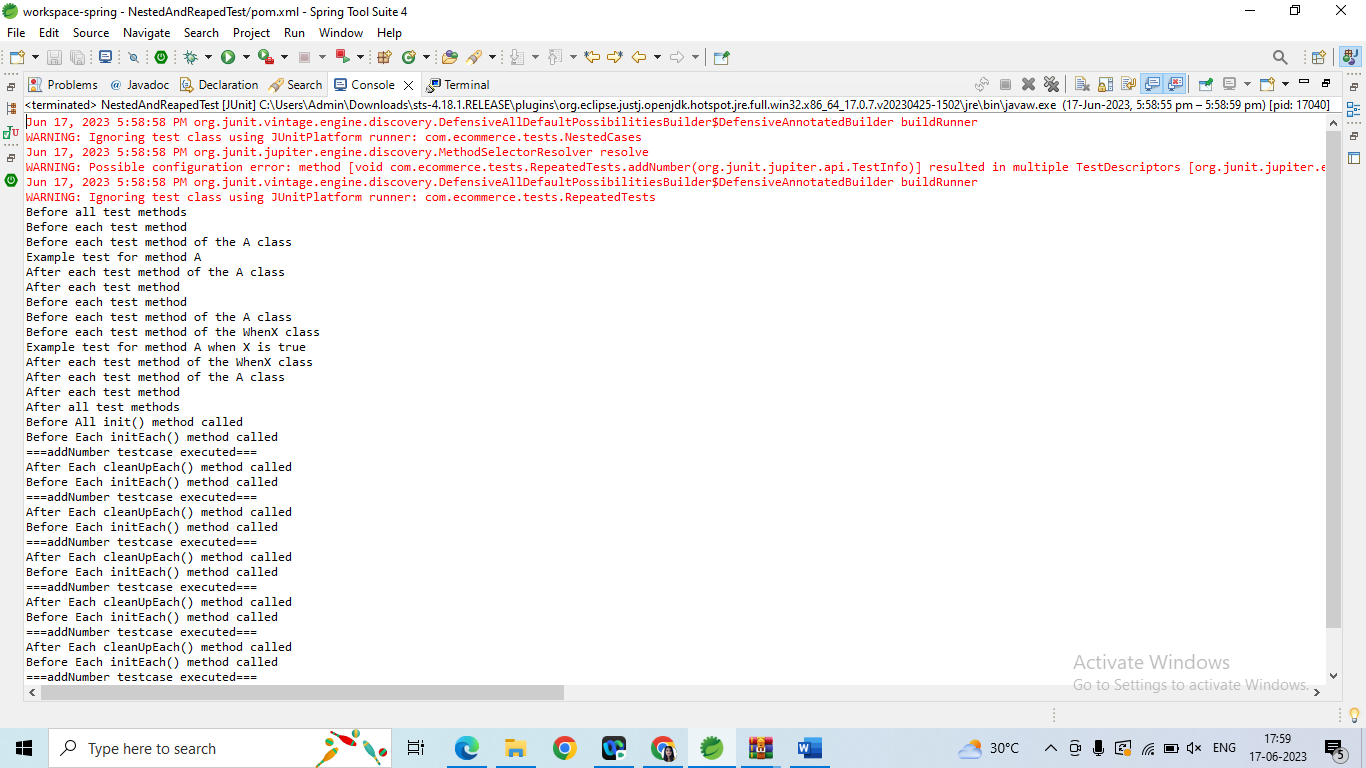 workspace-spring - NestedAndReapedTest/pom.xml - Spring Tool Suite 4
File Edit Source Navigate Search Project Run Window Help
Problems @ Javadoc Declaration Search Console Terminal
<terminated> NestedAndReapedTest [JUnit] C:\Users\Admin\Downloads\sts-4.18.1.RELEASE\plugins\org.eclipse.justj.openjdk.hotspot.jre.full.win32.x86_64_17.0.7.v20230425-1502\jre\bin\javaw.exe (17-Jun-2023, 5:58:55 pm – 5:58:59 pm) [pid: 17040]
Jun 17, 2023 5:58:58 PM org.junit.vintage.engine.discovery.DefensiveAllDefaultPossibilitiesBuilder$DefensiveAnnotatedBuilder buildRunner
WARNING: Ignoring test class using JUnitPlatform runner: com.ecommerce.tests.NestedCases
Jun 17, 2023 5:58:58 PM org.junit.jupiter.engine.discovery.MethodSelectorResolver resolve
WARNING: Possible configuration error: method [void com.ecommerce.tests.RepeatedTests.addNumber(org.junit.jupiter.api.TestInfo)] resulted in multiple TestDescriptors [org.junit.jupiter.e
Jun 17, 2023 5:58:58 PM org.junit.vintage.engine.discovery.DefensiveAllDefaultPossibilitiesBuilder$DefensiveAnnotatedBuilder buildRunner
WARNING: Ignoring test class using JUnitPlatform runner: com.ecommerce.tests.RepeatedTests
Before all test methods
Before each test method
Before each test method of the A class
Example test for method A
After each test method of the A class
After each test method
Before each test method
Before each test method of the A class
Before each test method of the WhenX class
Example test for method A when X is true
After each test method of the WhenX class
After each test method of the A class
After each test method
After all test methods
Before All init() method called
Before Each initEach() method called
===addNumber testcase executed===
After Each cleanUpEach() method called
Before Each initEach() method called
===addNumber testcase executed===
After Each cleanUpEach() method called
Before Each initEach() method called
===addNumber testcase executed===
After Each cleanUpEach() method called
Before Each initEach() method called
===addNumber testcase executed===
After Each cleanUpEach() method called
Before Each initEach() method called
===addNumber testcase executed===
After Each cleanUpEach() method called
Before Each initEach() method called
===addNumber testcase executed===
Activate Windows
Go to Settings to activate Windows.
Type here to search
30°C
ENG
17:59
17-06-2023
5